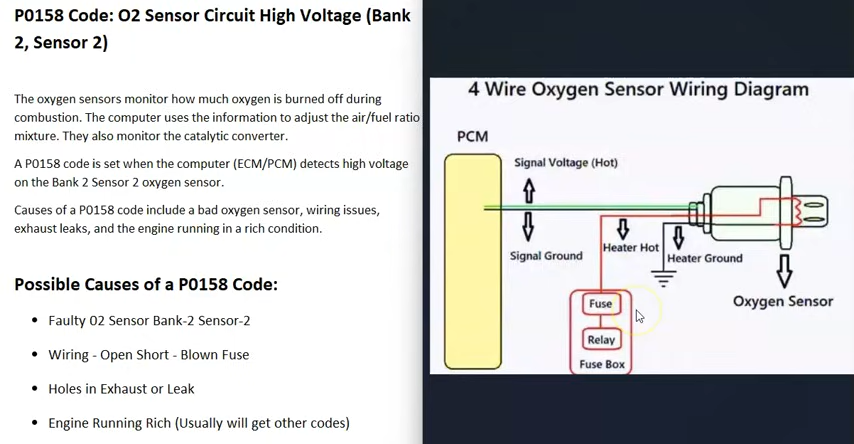 P0158 Code: O2 Sensor Circuit High Voltage (Bank
2, Sensor 2)
The oxygen sensors monitor how much oxygen is burned off during
combustion. The computer uses the information to adjust the air/fuel ratio
mixture. They also monitor the catalytic converter.
A P0158 code is set when the computer (ECM/PCM) detects high voltage
on the Bank 2 Sensor 2 oxygen sensor.
Causes of a P0158 code include a bad oxygen sensor, wiring issues,
exhaust leaks, and the engine running in a rich condition.
Possible Causes of a P0158 Code:
• Faulty 02 Sensor Bank-2 Sensor-2
• Wiring - Open Short - Blown Fuse
• Holes in Exhaust or Leak
• Engine Running Rich (Usually will get other codes)
4 Wire Oxygen Sensor Wiring Diagram
PCM
Signal Voltage (Hot)
Signal Ground
Heater Hot
Heater Ground
Oxygen Sensor
Fuse
Relay
Fuse Box